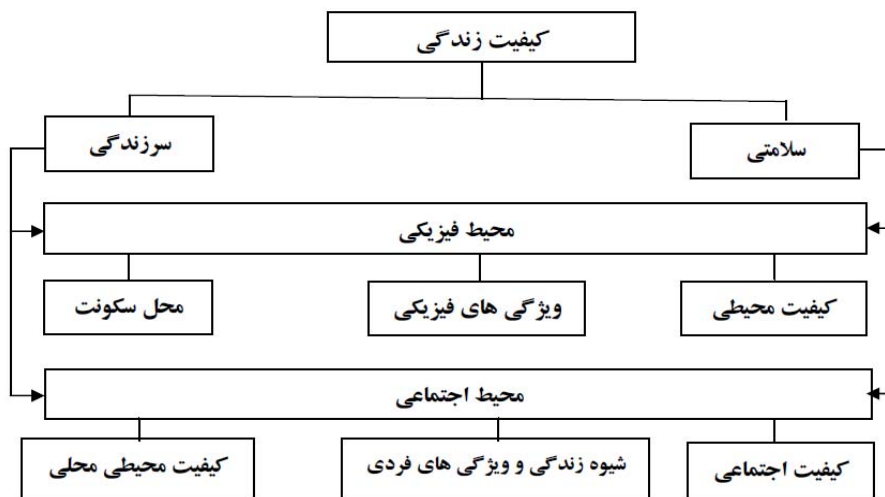 کیفیت زندگی
سلامتی
سرزندگی
محیط فیزیکی
کیفیت محیطی
ویژگی های فیزیکی
محل سکونت
محیط اجتماعی
کیفیت اجتماعی
شیوه زندگی و ویژگی های فردی
کیفیت محیطی محلی